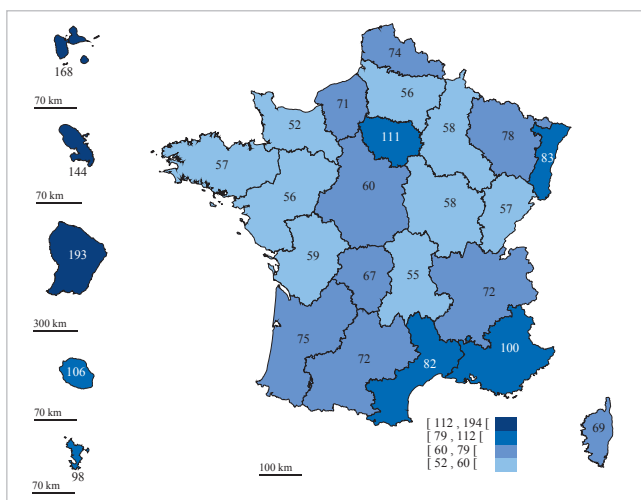 168
70 km
144
70 km
193
300 km
106
70 km
98
70 km
74
56
71
52
111
58
78
83
57
56
60
58
57
59
67
55
72
75
72
82
100
69
[ 112 , 194 [
[ 79 , 112 [
[ 60 , 79 [
[ 52 , 60 [
100 km